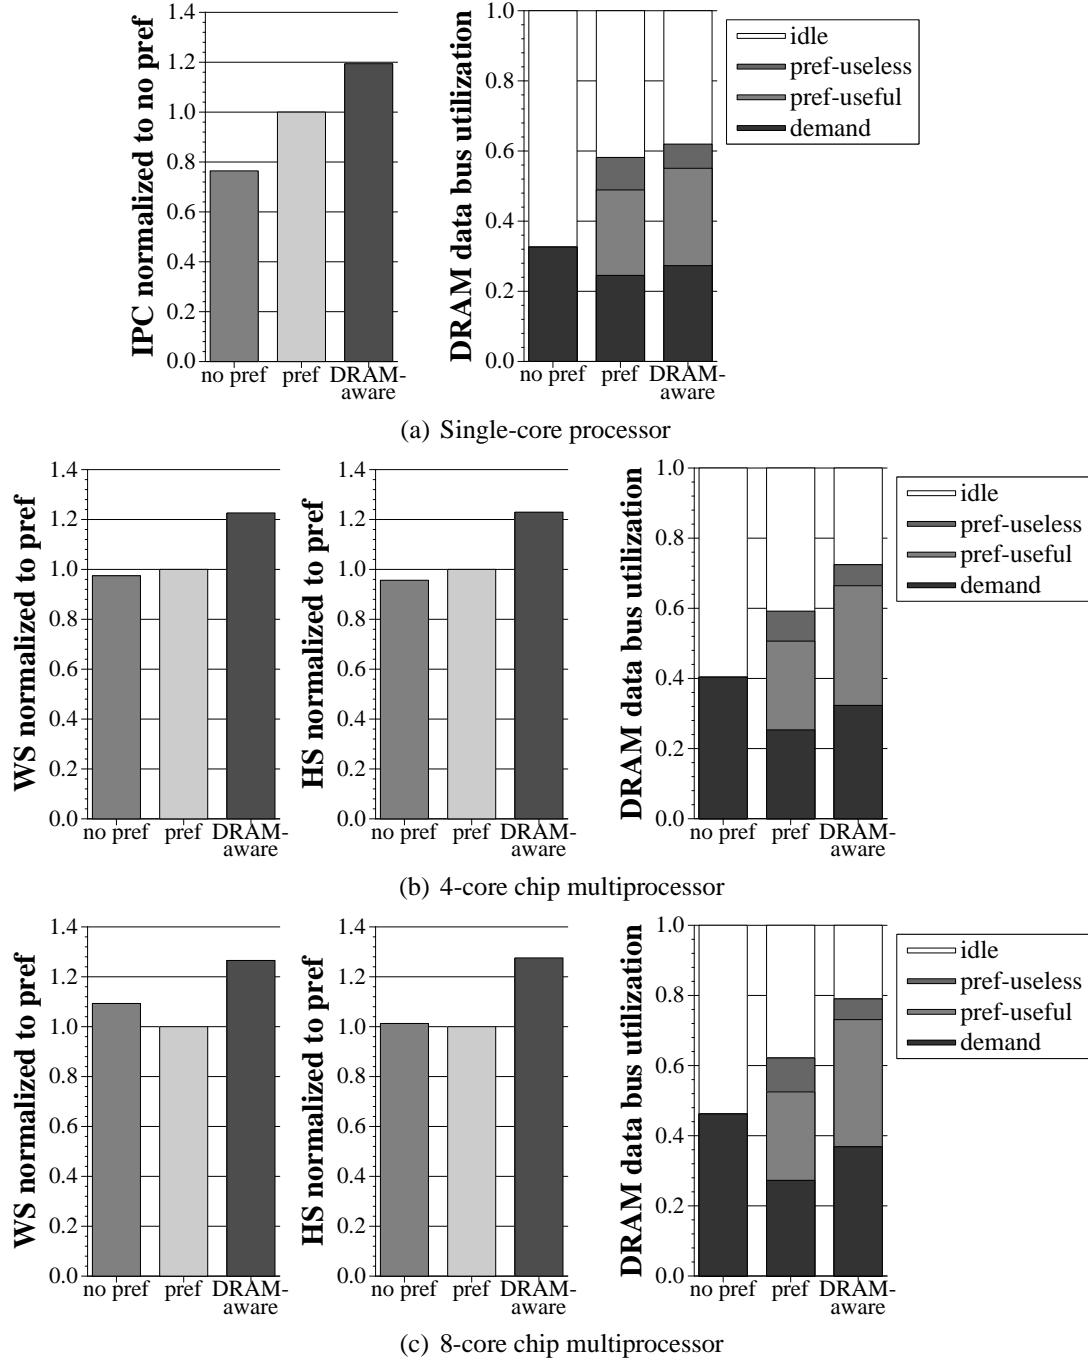 IPC normalized to no pref
1.4
1.2
1.0
0.8
0.6
0.4
0.2
0.0
no pref
pref
DRAM-
aware
DRAM data bus utilization
1.0
0.8
0.6
0.4
0.2
0.0
no pref
pref
DRAM-
aware
idle
pref-useless
pref-useful
demand
(a) Single-core processor
WS normalized to pref
1.4
1.2
1.0
0.8
0.6
0.4
0.2
0.0
no pref
pref
DRAM-
aware
HS normalized to pref
1.4
1.2
1.0
0.8
0.6
0.4
0.2
0.0
no pref
pref
DRAM-
aware
DRAM data bus utilization
1.0
0.8
0.6
0.4
0.2
0.0
no pref
pref
DRAM-
aware
idle
pref-useless
pref-useful
demand
(b) 4-core chip multiprocessor
WS normalized to pref
1.4
1.2
1.0
0.8
0.6
0.4
0.2
0.0
no pref
pref
DRAM-
aware
HS normalized to pref
1.4
1.2
1.0
0.8
0.6
0.4
0.2
0.0
no pref
pref
DRAM-
aware
DRAM data bus utilization
1.0
0.8
0.6
0.4
0.2
0.0
no pref
pref
DRAM-
aware
idle
pref-useless
pref-useful
demand
(c) 8-core chip multiprocessor